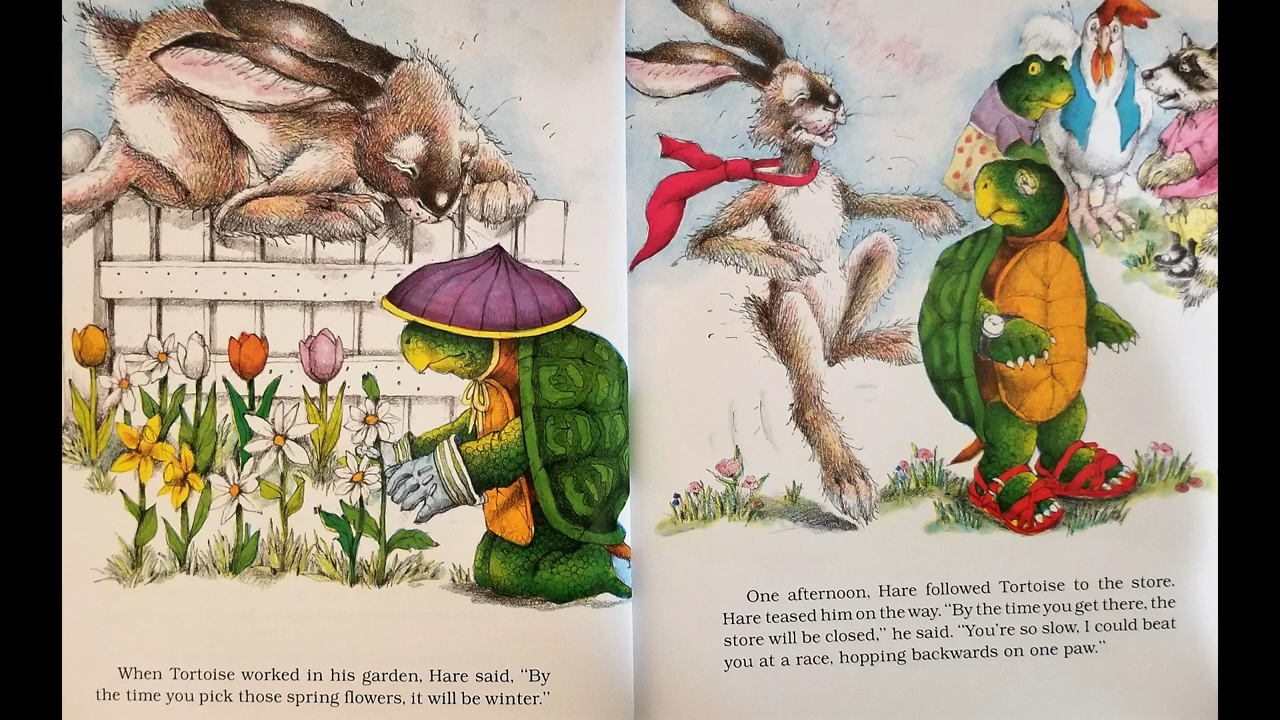 When Tortoise worked in his garden, Hare said, “By
the time you pick those spring flowers, it will be winter.”
One afternoon, Hare followed Tortoise to the store.
Hare teased him on the way. “By the time you get there, the
store will be closed,” he said. “You’re so slow, I could beat
you at a race, hopping backwards on one paw.”